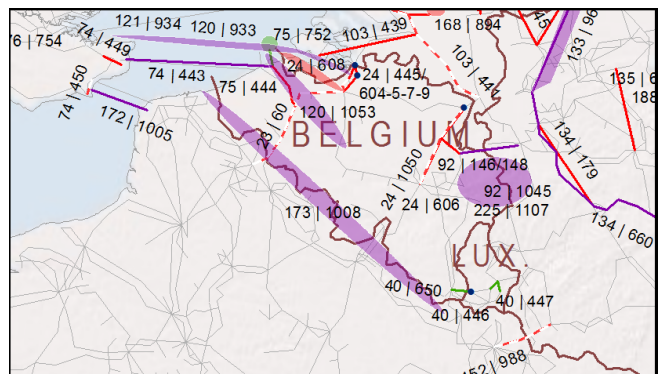 121 | 934
120 | 933
75 | 752
103 | 439
168 | 894
76 | 754
74 | 449
133 | 96
74 | 450
74 | 443
75 | 444
24 | 608
24 | 445/
604-5-7-9
103 | 441
135 | 6
188
172 | 1005
23 | 60
120 | 1053
BELGIUM
134 | 179
24 | 1050
92 | 146/148
24 | 606
92 | 1045
225 | 1107
173 | 1008
134 | 660
LUX.
40 | 650
40 | 446
40 | 447
152 | 988